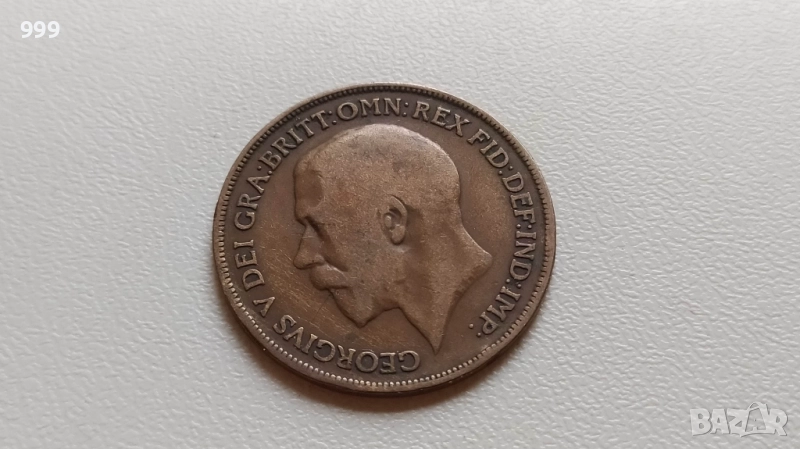 999
GEORGIVS V DEI GRA: BRITT: OMN: REX FID: DEF: IND: IMP:
BAZAR